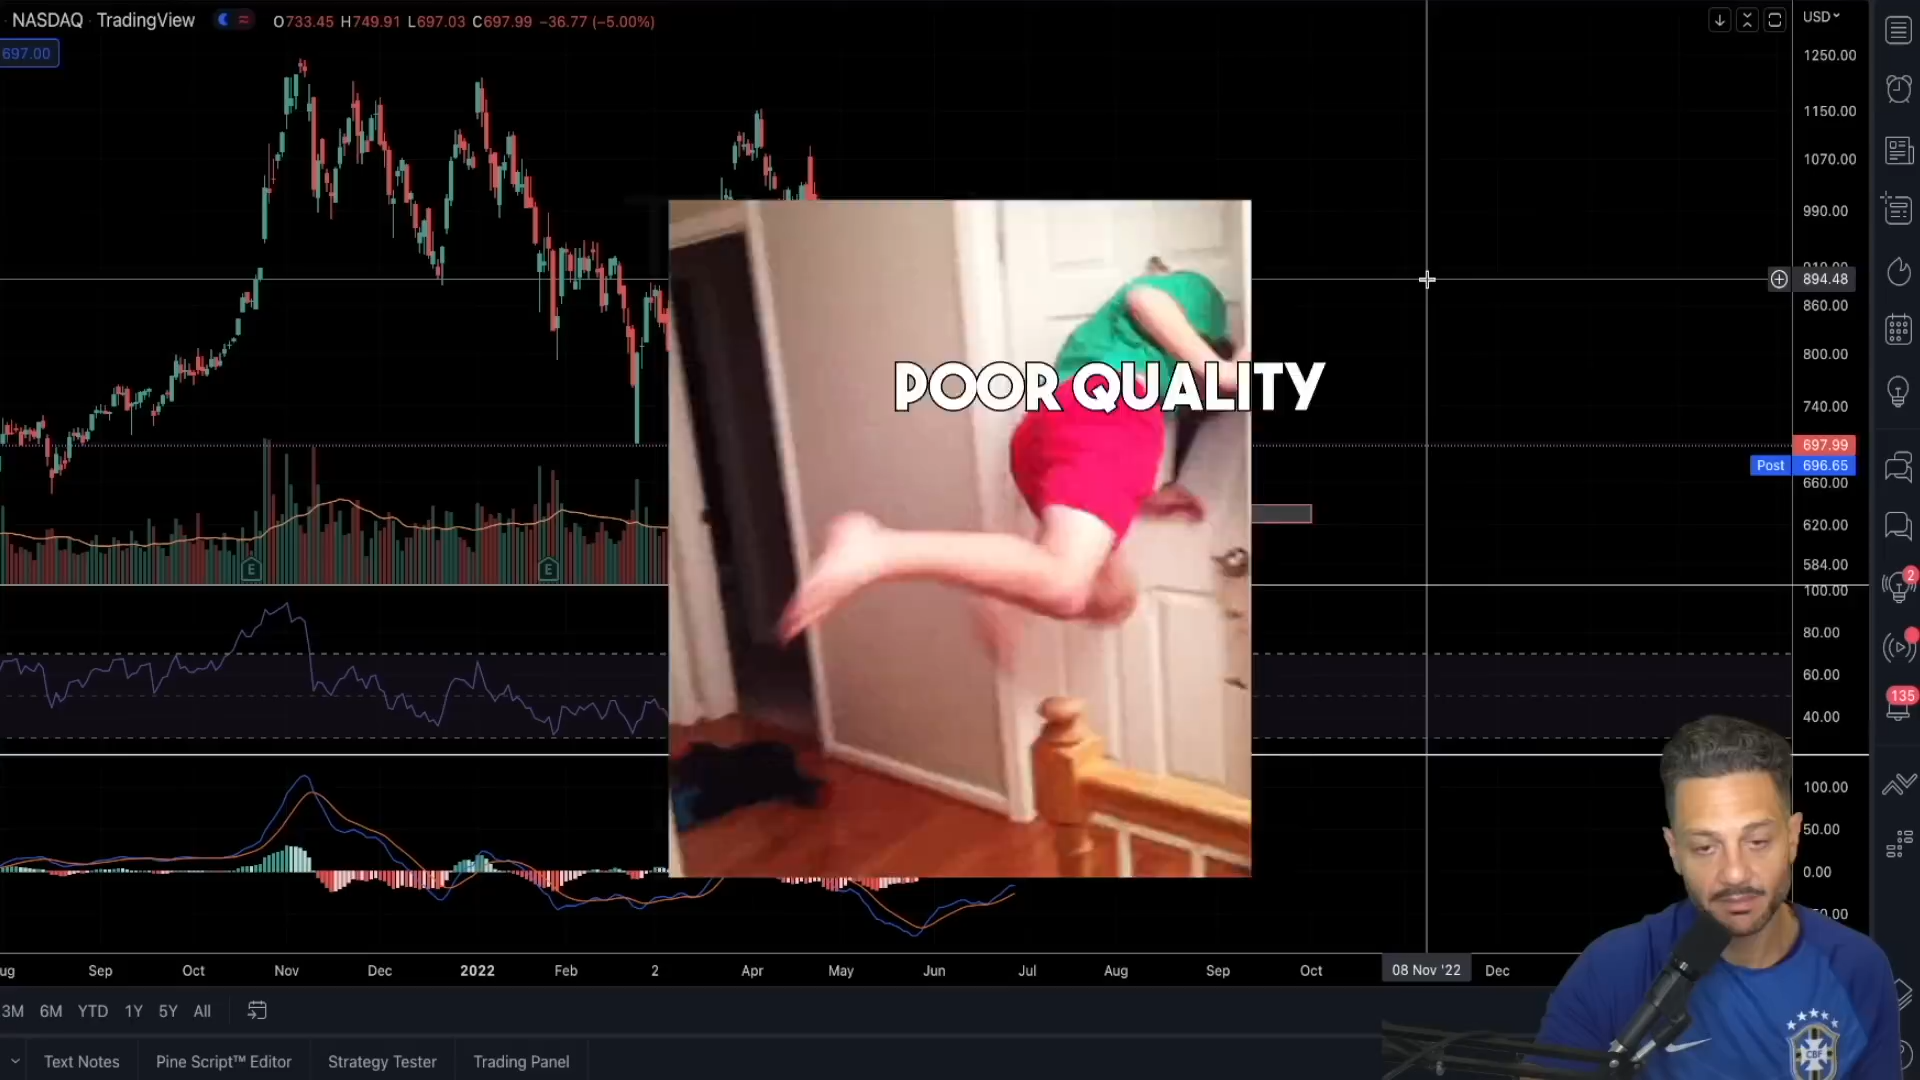 NASDAQ TradingView O733.45 H749.91 L697.03 C697.99 −36.77 (−5.00%)
USD
697.00
1250.00
1150.00
1070.00
990.00
894.48
860.00
800.00
POOR QUALITY
740.00
697.99
Post 696.65
660.00
620.00
E E
584.00
100.00
80.00
60.00
40.00
2
135
100.00
50.00
0.00
Sep Oct Nov Dec 2022 Feb 2 Apr May Jun Jul Aug Sep Oct 08 Nov '22 Dec
3M 6M YTD 1Y 5Y All
Text Notes Pine Script™ Editor Strategy Tester Trading Panel
CBF